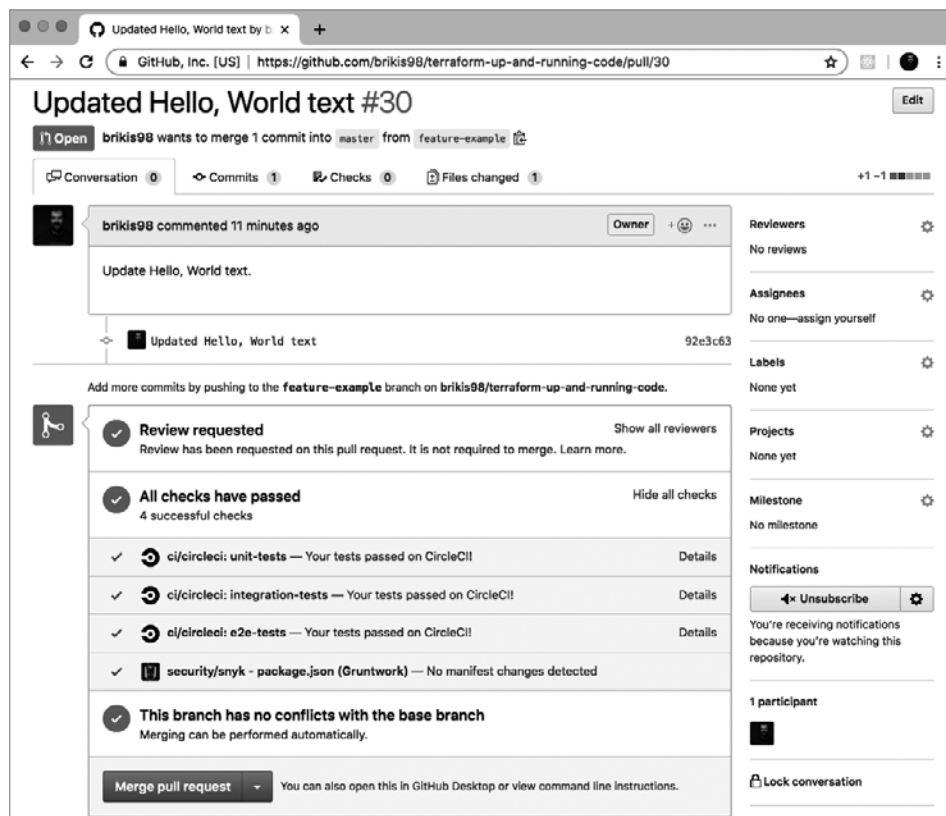 Updated Hello, World text by b
GitHub, Inc. [US] | https://github.com/brikis98/terraform-up-and-running-code/pull/30
Updated Hello, World text #30
Edit
Open brikis98 wants to merge 1 commit into master from feature-example
Conversation 0 Commits 1 Checks 0 Files changed 1 +1 −1
brikis98 commented 11 minutes ago Owner + ...
Update Hello, World text.
Updated Hello, World text 92e3c63
Add more commits by pushing to the feature-example branch on brikis98/terraform-up-and-running-code.
Review requested Show all reviewers
Review has been requested on this pull request. It is not required to merge. Learn more.
All checks have passed Hide all checks
4 successful checks
ci/circleci: unit-tests — Your tests passed on CircleCI! Details
ci/circleci: integration-tests — Your tests passed on CircleCI! Details
ci/circleci: e2e-tests — Your tests passed on CircleCI! Details
security/snyk - package.json (Gruntwork) — No manifest changes detected
This branch has no conflicts with the base branch
Merging can be performed automatically.
Merge pull request You can also open this in GitHub Desktop or view command line instructions.
Reviewers
No reviews
Assignees
No one—assign yourself
Labels
None yet
Projects
None yet
Milestone
No milestone
Notifications
Unsubscribe
You're receiving notifications
because you're watching this
repository.
1 participant
Lock conversation